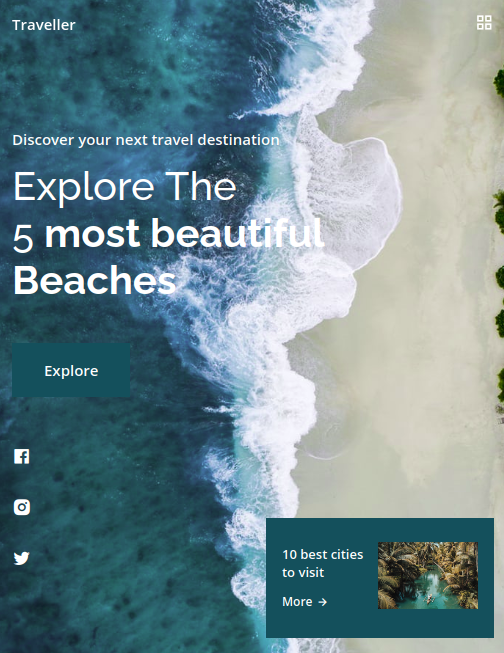 Traveller
Discover your next travel destination
Explore The
5 most beautiful
Beaches
Explore
10 best cities
to visit
More →